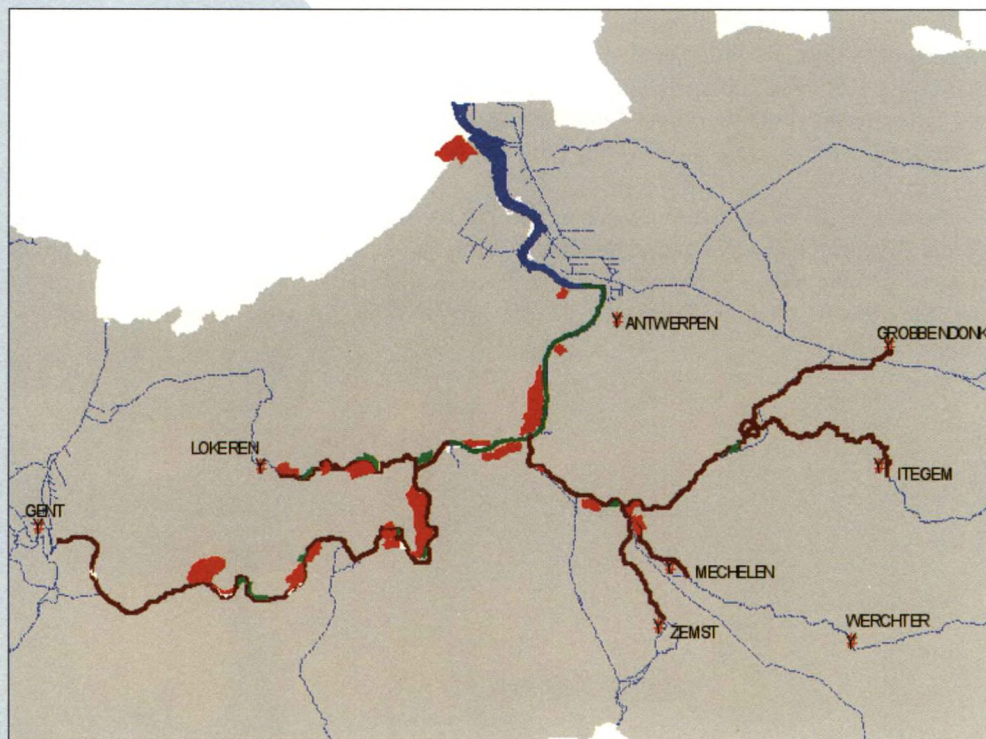 ANTWERPEN
GROBBENDONK
LOKEREN
ITEGEM
GENT
MECHELEN
WERCHTER
ZEMST